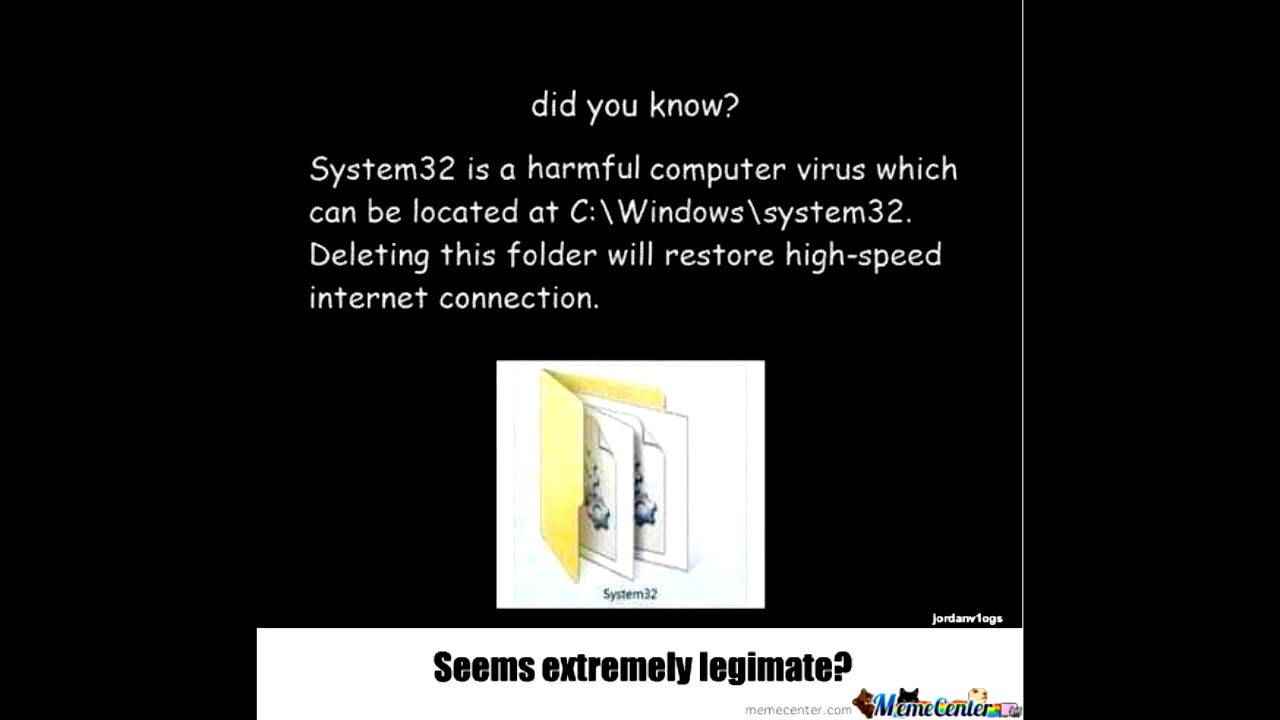 did you know?
System32 is a harmful computer virus which
can be located at C:\Windows\system32.
Deleting this folder will restore high-speed
internet connection.
System32
jordanv1ogs
Seems extremely legimate?
memecenter.com MemeCenter